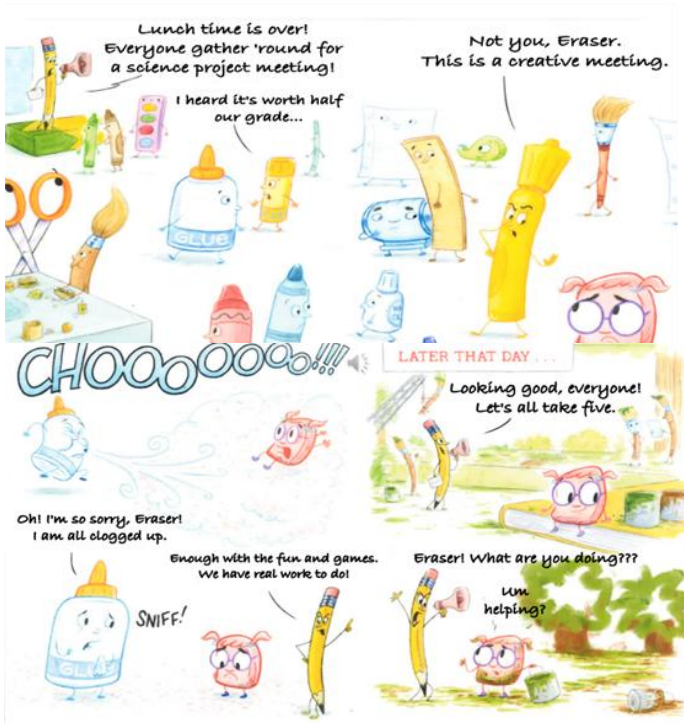 Lunch time is over!
Everyone gather 'round for
a science project meeting!
I heard it's worth half
our grade...
GLUE
Not you, Eraser.
This is a creative meeting.
CHOOOOOOOO!!!
LATER THAT DAY . . .
Looking good, everyone!
Let's all take five.
Oh! I'm so sorry, Eraser!
I am all clogged up.
SNIFF!
Enough with the fun and games.
We have real work to do!
Eraser! What are you doing???
Um
helping?